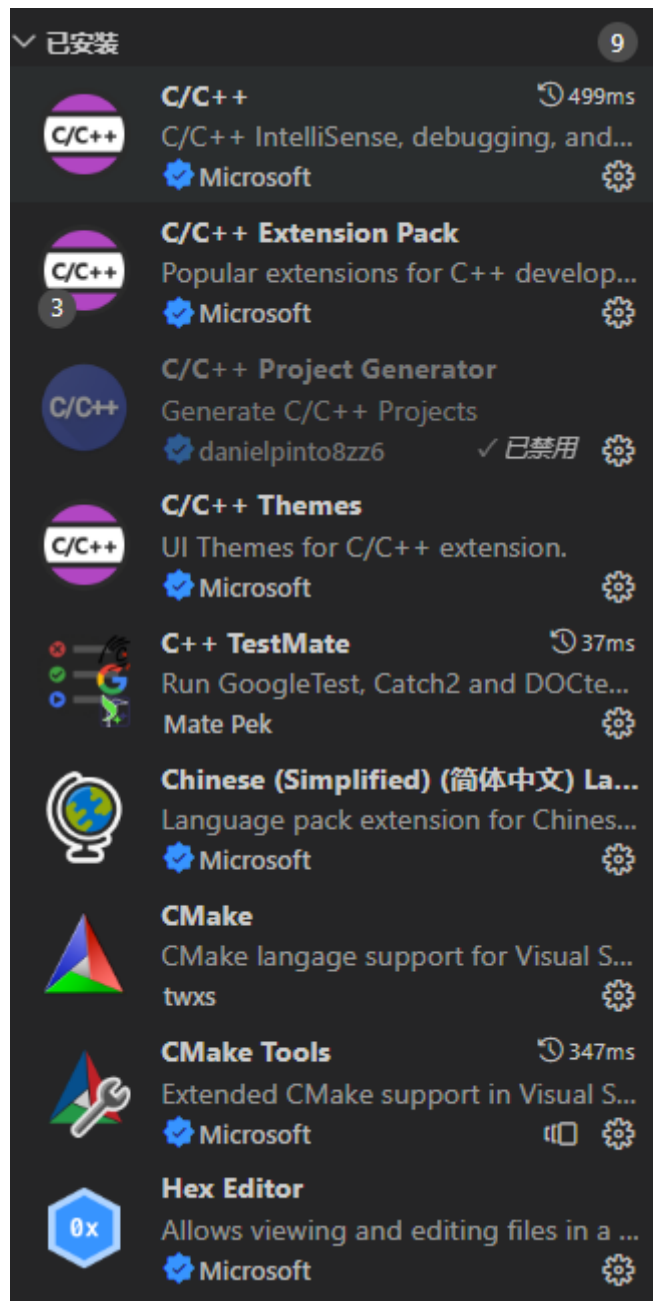 已安装 9
C/C++ 499ms
C/C++
C/C++ IntelliSense, debugging, and...
Microsoft
C/C++ Extension Pack
C/C++
Popular extensions for C++ develop...
3
Microsoft
C/C++ Project Generator
C/C++
Generate C/C++ Projects
danielpinto8zz6 已禁用
C/C++ Themes
C/C++
UI Themes for C/C++ extension.
Microsoft
C++ TestMate 37ms
Run GoogleTest, Catch2 and DOCte...
Mate Pek
Chinese (Simplified) (简体中文) La...
Language pack extension for Chines...
Microsoft
CMake
CMake langage support for Visual S...
twxs
CMake Tools 347ms
Extended CMake support in Visual S...
Microsoft
Hex Editor
0x
Allows viewing and editing files in a ...
Microsoft